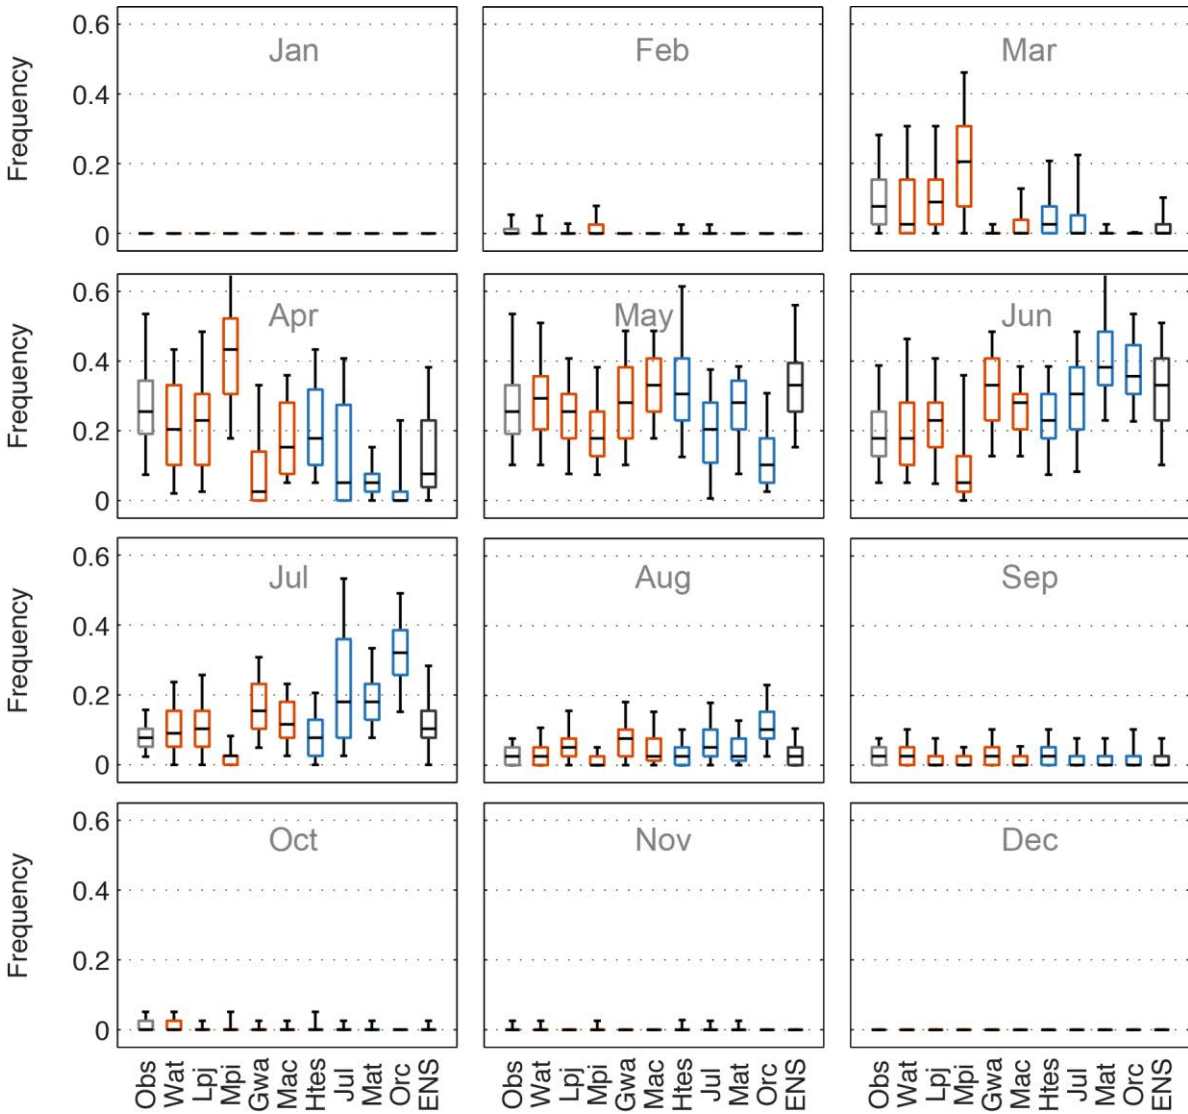 Jan
Feb
Mar
Frequency
0.6
0.4
0.2
0
Apr
May
Jun
Frequency
0.6
0.4
0.2
0
Jul
Aug
Sep
Frequency
0.6
0.4
0.2
0
Oct
Nov
Dec
Frequency
0.6
0.4
0.2
0
Obs Wat Lpj Mpi Gwa Mac Htes Jul Mat Orc ENS
Obs Wat Lpj Mpi Gwa Mac Htes Jul Mat Orc ENS
Obs Wat Lpj Mpi Gwa Mac Htes Jul Mat Orc ENS